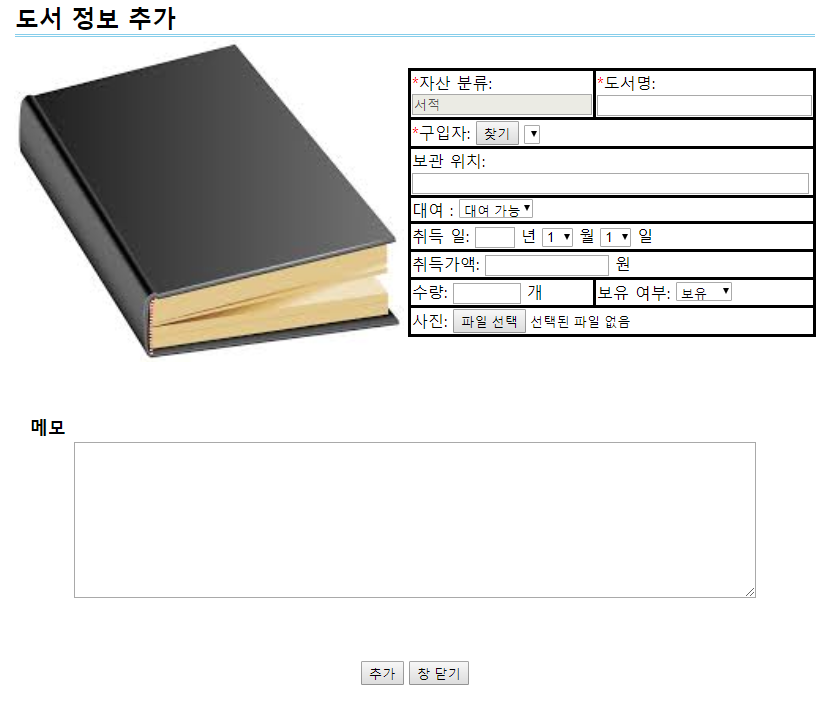 도서 정보 추가
*자산 분류: *도서명:
서적
*구입자: 찾기
보관 위치:
대여 : 대여 가능
취득 일: 년 1 월 1 일
취득가액: 원
수량: 개 보유 여부: 보유
사진: 파일 선택 선택된 파일 없음
메모
추가 창 닫기